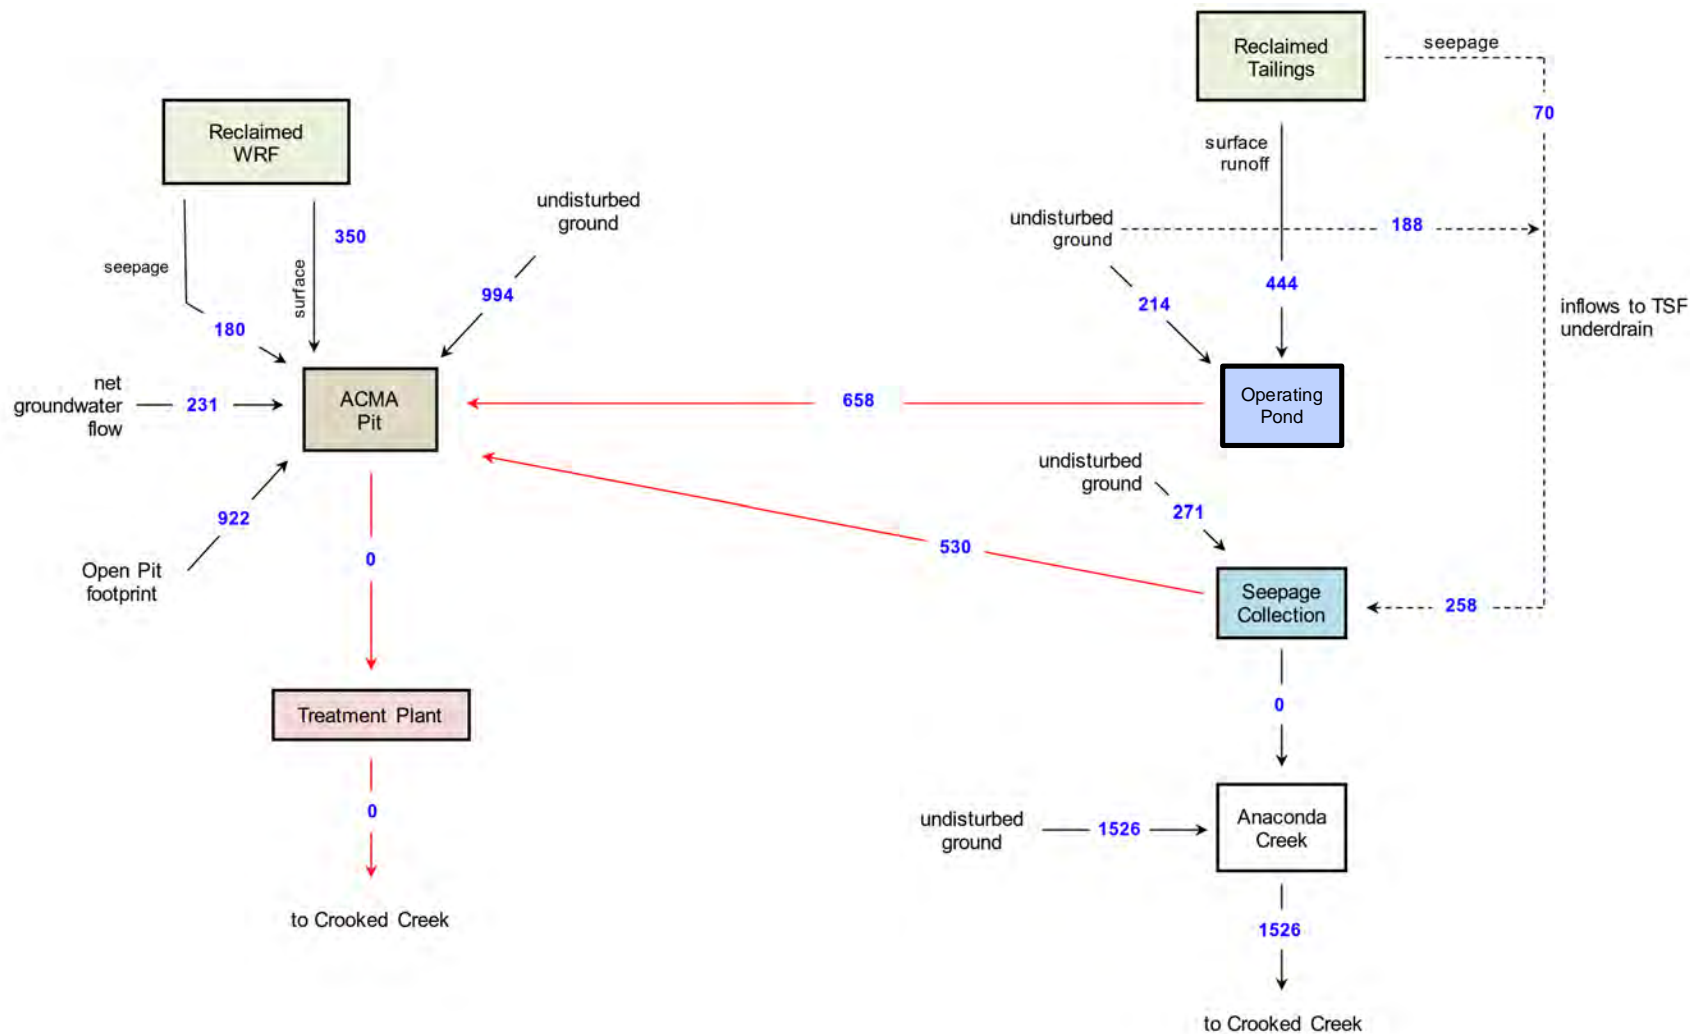 Reclaimed
Tailings
seepage
70
Reclaimed
WRF
surface
runoff
undisturbed
ground
350
seepage
surface
994
180
undisturbed
ground
188
444
214
inflows to TSF
underdrain
net
groundwater
flow
231
ACMA
Pit
658
Operating
Pond
922
Open Pit
footprint
0
530
undisturbed
ground
271
Seepage
Collection
258
Treatment Plant
0
0
undisturbed
ground
1526
Anaconda
Creek
to Crooked Creek
1526
to Crooked Creek